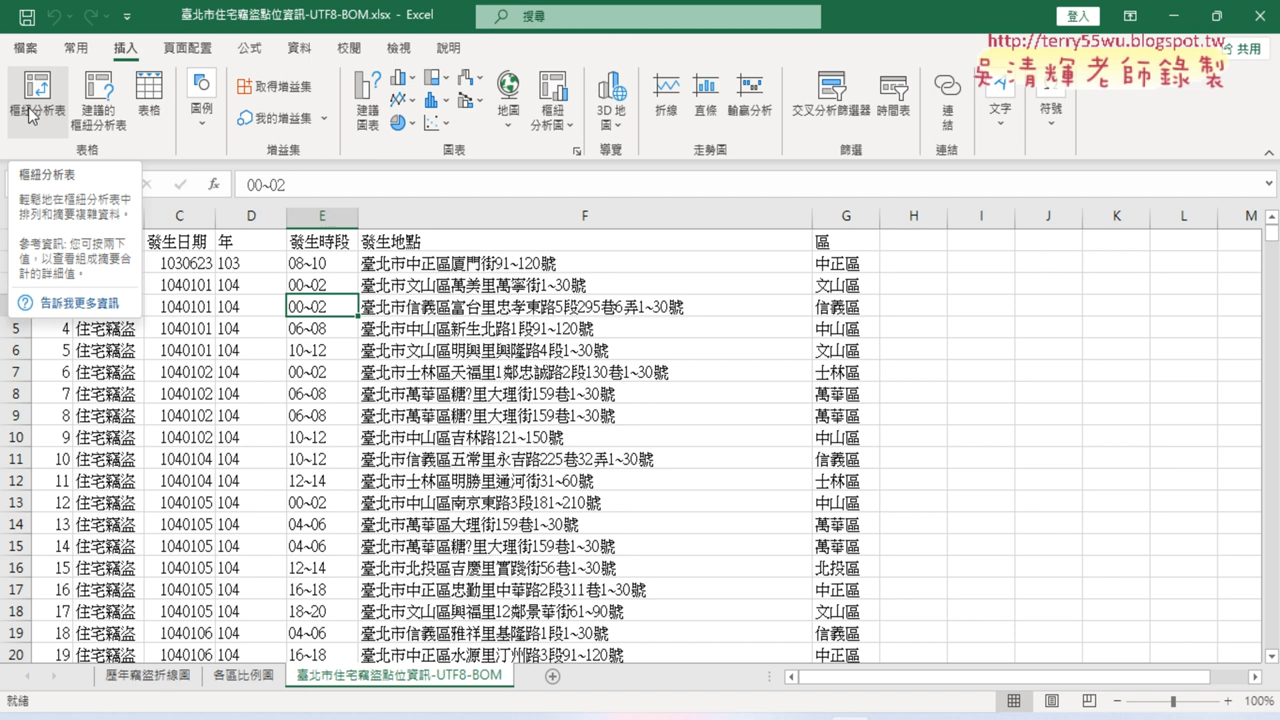 臺北市住宅竊盜點位資訊-UTF8-BOM.xlsx - Excel
搜尋
登入
檔案 常用 插入 頁面配置 公式 資料 校閱 檢視 說明
共用
http://terry55wu.blogspot.tw
吳清輝老師錄製
樞紐分析表 建議的 樞紐分析表 表格 圖例 取得增益集 我的增益集 建議 圖表 地圖 樞紐 分析圖 3D 地 圖 折線 直條 輸贏分析 交叉分析篩選器 時間表 連 結 文字 符號
表格 增益集 圖表 導覽 走勢圖 篩選 連結
樞紐分析表
輕鬆地在樞紐分析表中
排列和摘要複雜資料。
參考資訊: 您可按兩下
值，以查看組成摘要合
計的詳細值。
告訴我更多資訊
fx 00~02
C D E F G H I J K L M
發生日期 年 發生時段 發生地點 區
1030623 103 08~10 臺北市中正區廈門街91~120號 中正區
1040101 104 00~02 臺北市文山區萬美里萬寧街1~30號 文山區
1040101 104 00~02 臺北市信義區富台里忠孝東路5段295巷6弄1~30號 信義區
5 4 住宅竊盜 1040101 104 06~08 臺北市中山區新生北路1段91~120號 中山區
6 5 住宅竊盜 1040101 104 10~12 臺北市文山區明興里興隆路4段1~30號 文山區
7 6 住宅竊盜 1040102 104 00~02 臺北市士林區天福里1鄰忠誠路2段130巷1~30號 士林區
8 7 住宅竊盜 1040102 104 06~08 臺北市萬華區糖?里大理街159巷1~30號 萬華區
9 8 住宅竊盜 1040102 104 06~08 臺北市萬華區糖?里大理街159巷1~30號 萬華區
10 9 住宅竊盜 1040102 104 10~12 臺北市中山區吉林路121~150號 中山區
11 10 住宅竊盜 1040104 104 10~12 臺北市信義區五常里永吉路225巷32弄1~30號 信義區
12 11 住宅竊盜 1040104 104 12~14 臺北市士林區明勝里通河街31~60號 士林區
13 12 住宅竊盜 1040105 104 00~02 臺北市中山區南京東路3段181~210號 中山區
14 13 住宅竊盜 1040105 104 04~06 臺北市萬華區大理街159巷1~30號 萬華區
15 14 住宅竊盜 1040105 104 04~06 臺北市萬華區糖?里大理街159巷1~30號 萬華區
16 15 住宅竊盜 1040105 104 12~14 臺北市北投區吉慶里實踐街56巷1~30號 北投區
17 16 住宅竊盜 1040105 104 16~18 臺北市中正區忠勤里中華路2段311巷1~30號 中正區
18 17 住宅竊盜 1040105 104 18~20 臺北市文山區興福里12鄰景華街61~90號 文山區
19 18 住宅竊盜 1040106 104 04~06 臺北市信義區雅祥里基隆路1段1~30號 信義區
20 19 住宅竊盜 1040106 104 16~18 臺北市中正區水源里汀州路3段91~120號 中正區
歷年竊盜折線圖 各區比例圖 臺北市住宅竊盜點位資訊-UTF8-BOM
就緒 100%